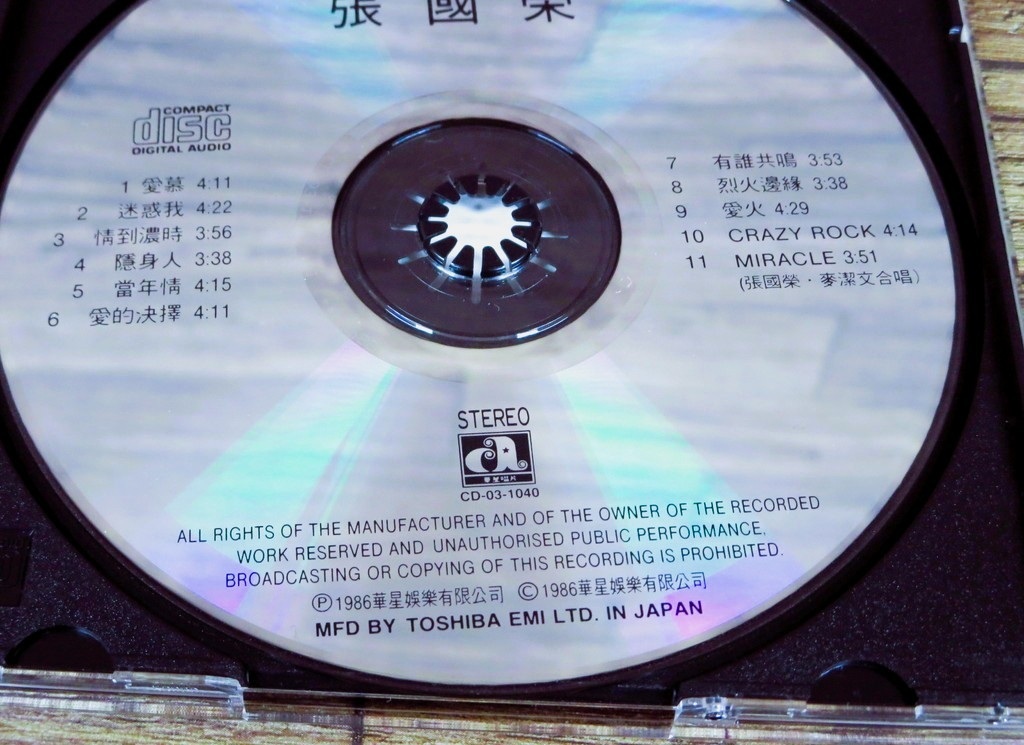 張國榮
COMPACT
disc
DIGITAL AUDIO
1 愛慕 4:11
2 迷惑我 4:22
3 情到濃時 3:56
4 隱身人 3:38
5 當年情 4:15
6 愛的決擇 4:11
7 有誰共鳴 3:53
8 烈火邊緣 3:38
9 愛火 4:29
10 CRAZY ROCK 4:14
11 MIRACLE 3:51
(張國榮·麥潔文合唱)
STEREO
ca.
華星唱片
CD-03-1040
ALL RIGHTS OF THE MANUFACTURER AND OF THE OWNER OF THE RECORDED
WORK RESERVED AND UNAUTHORISED PUBLIC PERFORMANCE.
BROADCASTING OR COPYING OF THIS RECORDING IS PROHIBITED.
Ⓟ1986華星娛樂有限公司 Ⓒ1986華星娛樂有限公司
MFD BY TOSHIBA EMI LTD. IN JAPAN